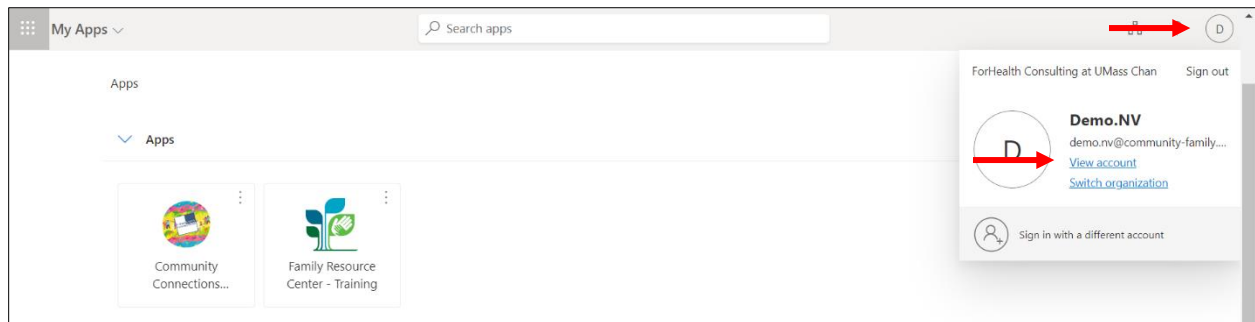 My Apps
Search apps
D
ForHealth Consulting at UMass Chan
Sign out
D
Demo.NV
demo.nv@community-family....
View account
Switch organization
Sign in with a different account
Apps
Apps
Community
Connections...
Family Resource
Center - Training